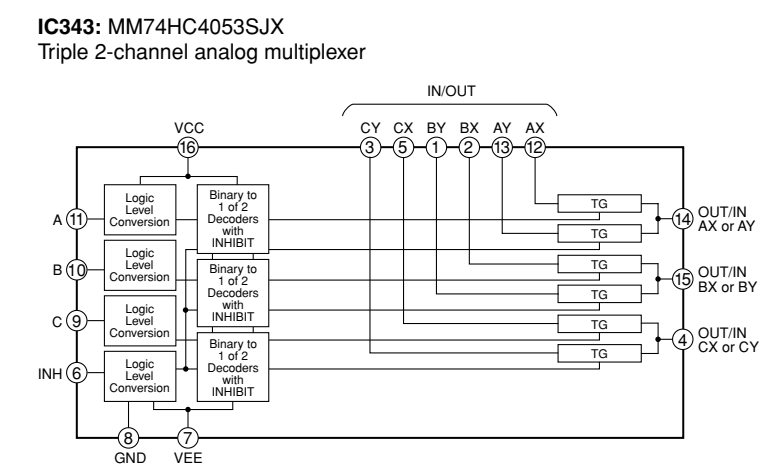 IC343: MM74HC4053SJX
Triple 2-channel analog multiplexer
IN/OUT
VCC CY CX BY BX AY AX
16 3 5 1 2 13 12
A 11
Logic
Level
Conversion
Binary to
1 of 2
Decoders
with
INHIBIT
TG
TG
14 OUT/IN
AX or AY
B 10
Logic
Level
Conversion
Binary to
1 of 2
Decoders
with
INHIBIT
TG
TG
15 OUT/IN
BX or BY
C 9
Logic
Level
Conversion
Binary to
1 of 2
Decoders
with
INHIBIT
TG
TG
4 OUT/IN
CX or CY
INH 6
Logic
Level
Conversion
8 7
GND VEE